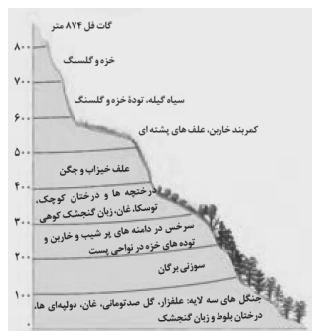 گات فل ۸۷۴ متر
۸۰۰
خزه و گلسنگ
۷۰۰
سیاه گیله، تودهٔ خزه و گلسنگ
۶۰۰
کمربند خاربن، علف های پشته ای
۵۰۰
علف خیزاب و جگن
۴۰۰
درختچه ها و درختان کوچک،
توسکا، غان، زبان گنجشک کوهی
۳۰۰
سرخس در دامنه های پر شیب و خاربن و
توده های خزه در نواحی پست
۲۰۰
سوزنی برگان
۱۰۰
جنگل های سه لایه: علفزار، گل صدتومانی، غان، دولپه‌ای ها،
درختان بلوط و زبان گنجشک
۰